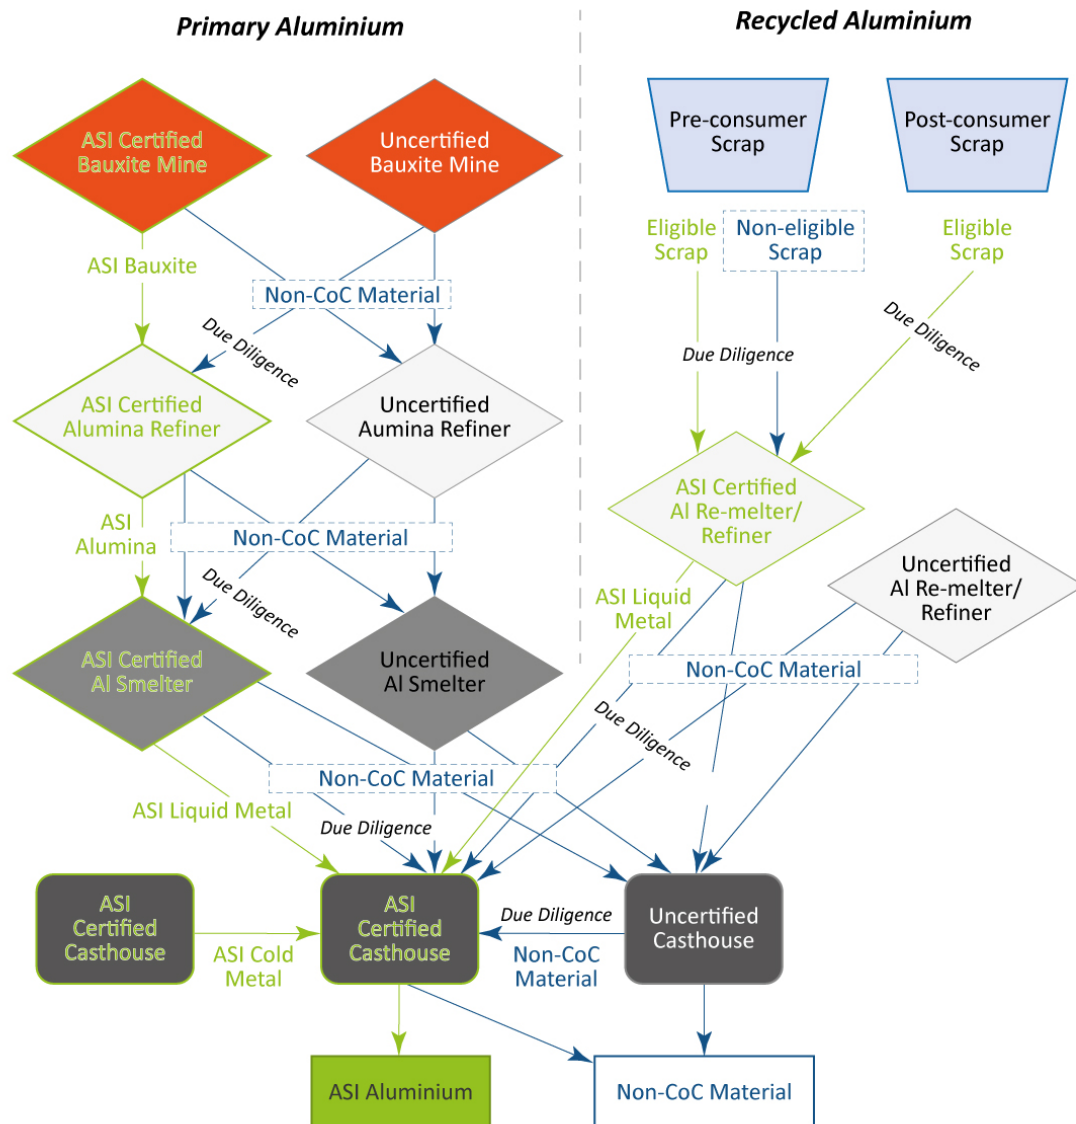 Primary Aluminium
Recycled Aluminium
ASI Certified
Bauxite Mine
Uncertified
Bauxite Mine
Pre-consumer
Scrap
Post-consumer
Scrap
Eligible
Scrap
Non-eligible
Scrap
Eligible
Scrap
ASI Bauxite
Non-CoC Material
Due Diligence
Due Diligence
Due Diligence
ASI Certified
Alumina Refiner
Uncertified
Aumina Refiner
ASI Certified
Al Re-melter/
Refiner
ASI
Alumina
Non-CoC Material
Uncertified
Al Re-melter/
Refiner
Due Diligence
ASI Liquid
Metal
ASI Certified
Al Smelter
Uncertified
Al Smelter
Non-CoC Material
Due Diligence
Non-CoC Material
ASI Liquid Metal
Due Diligence
ASI
Certified
Casthouse
ASI Cold
Metal
ASI
Certified
Casthouse
Due Diligence
Non-CoC
Material
Uncertified
Casthouse
ASI Aluminium
Non-CoC Material